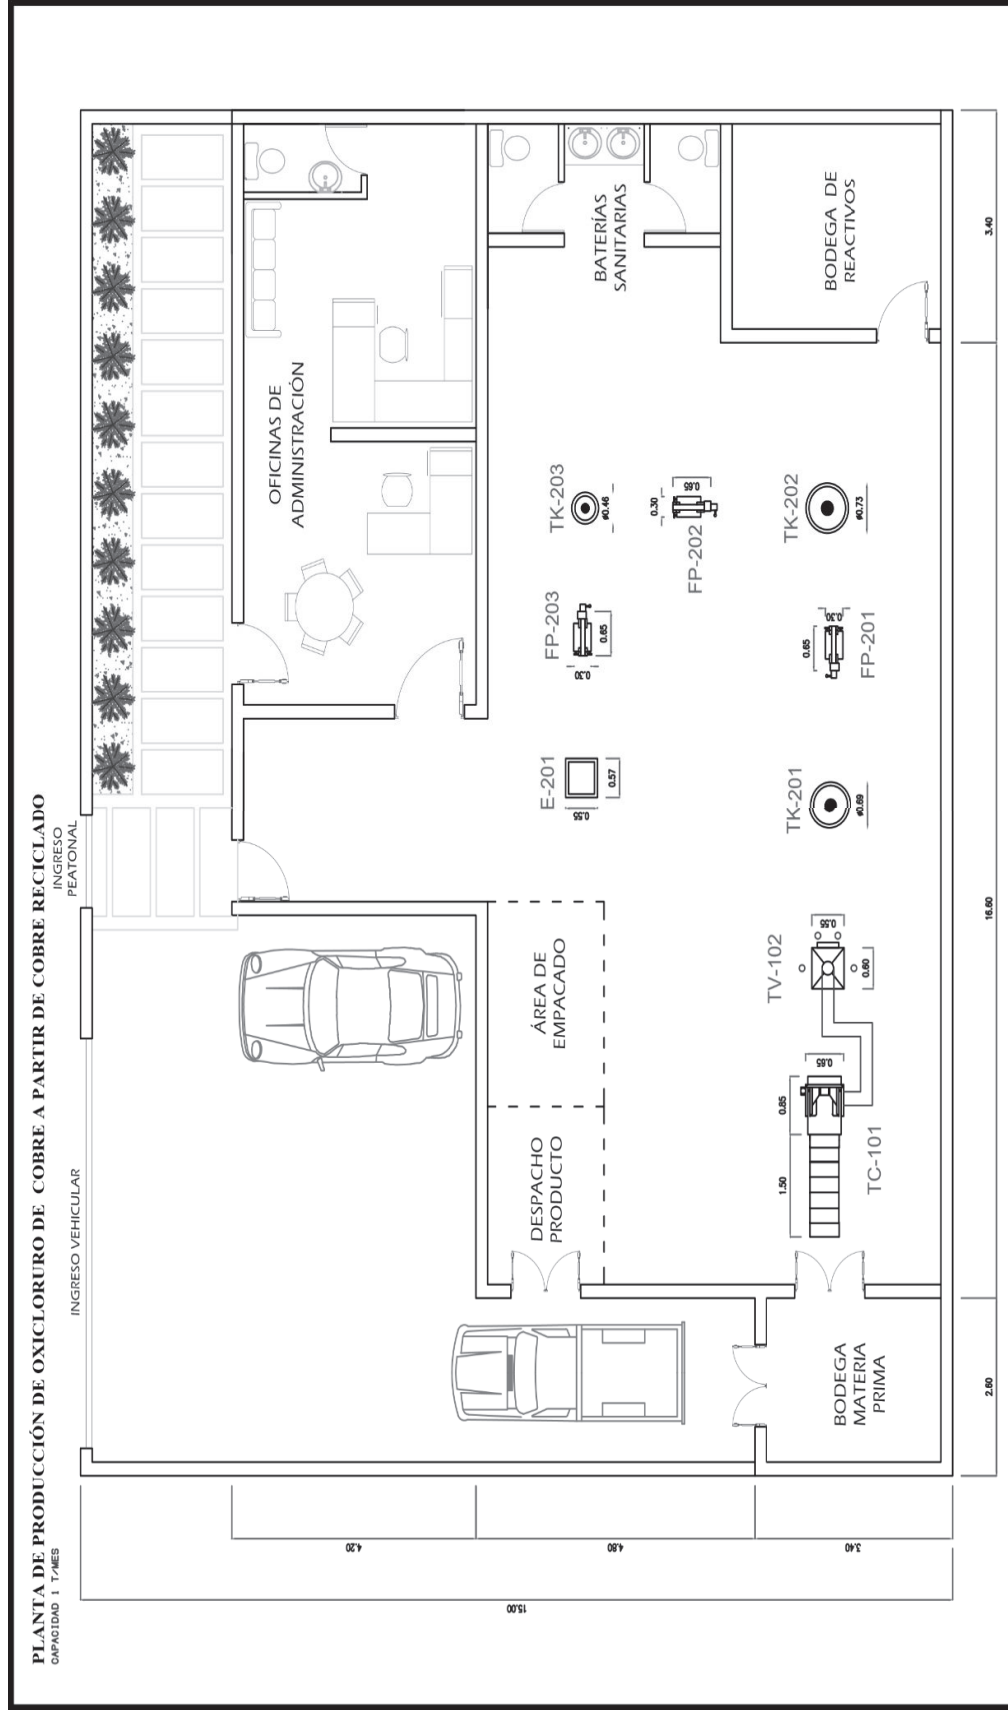 PLANTA DE PRODUCCIÓN DE OXICLORURO DE COBRE A PARTIR DE COBRE RECICLADO
CAPACIDAD 1 T/MES
INGRESO VEHICULAR
INGRESO
PEATONAL
OFICINAS DE
ADMINISTRACIÓN
BATERÍAS
SANITARIAS
BODEGA DE
REACTIVOS
ÁREA DE
EMPACADO
DESPACHO
PRODUCTO
BODEGA
MATERIA
PRIMA
E-201
0.55
0.57
FP-203
0.30
0.65
TK-203
ø0.46
FP-202
0.30
0.65
TK-202
ø0.73
FP-201
0.65
0.30
TK-201
ø0.69
TV-102
0.55
0.60
TC-101
1.50
0.85
0.65
15.00
4.20
4.80
3.40
2.60
16.60
3.40